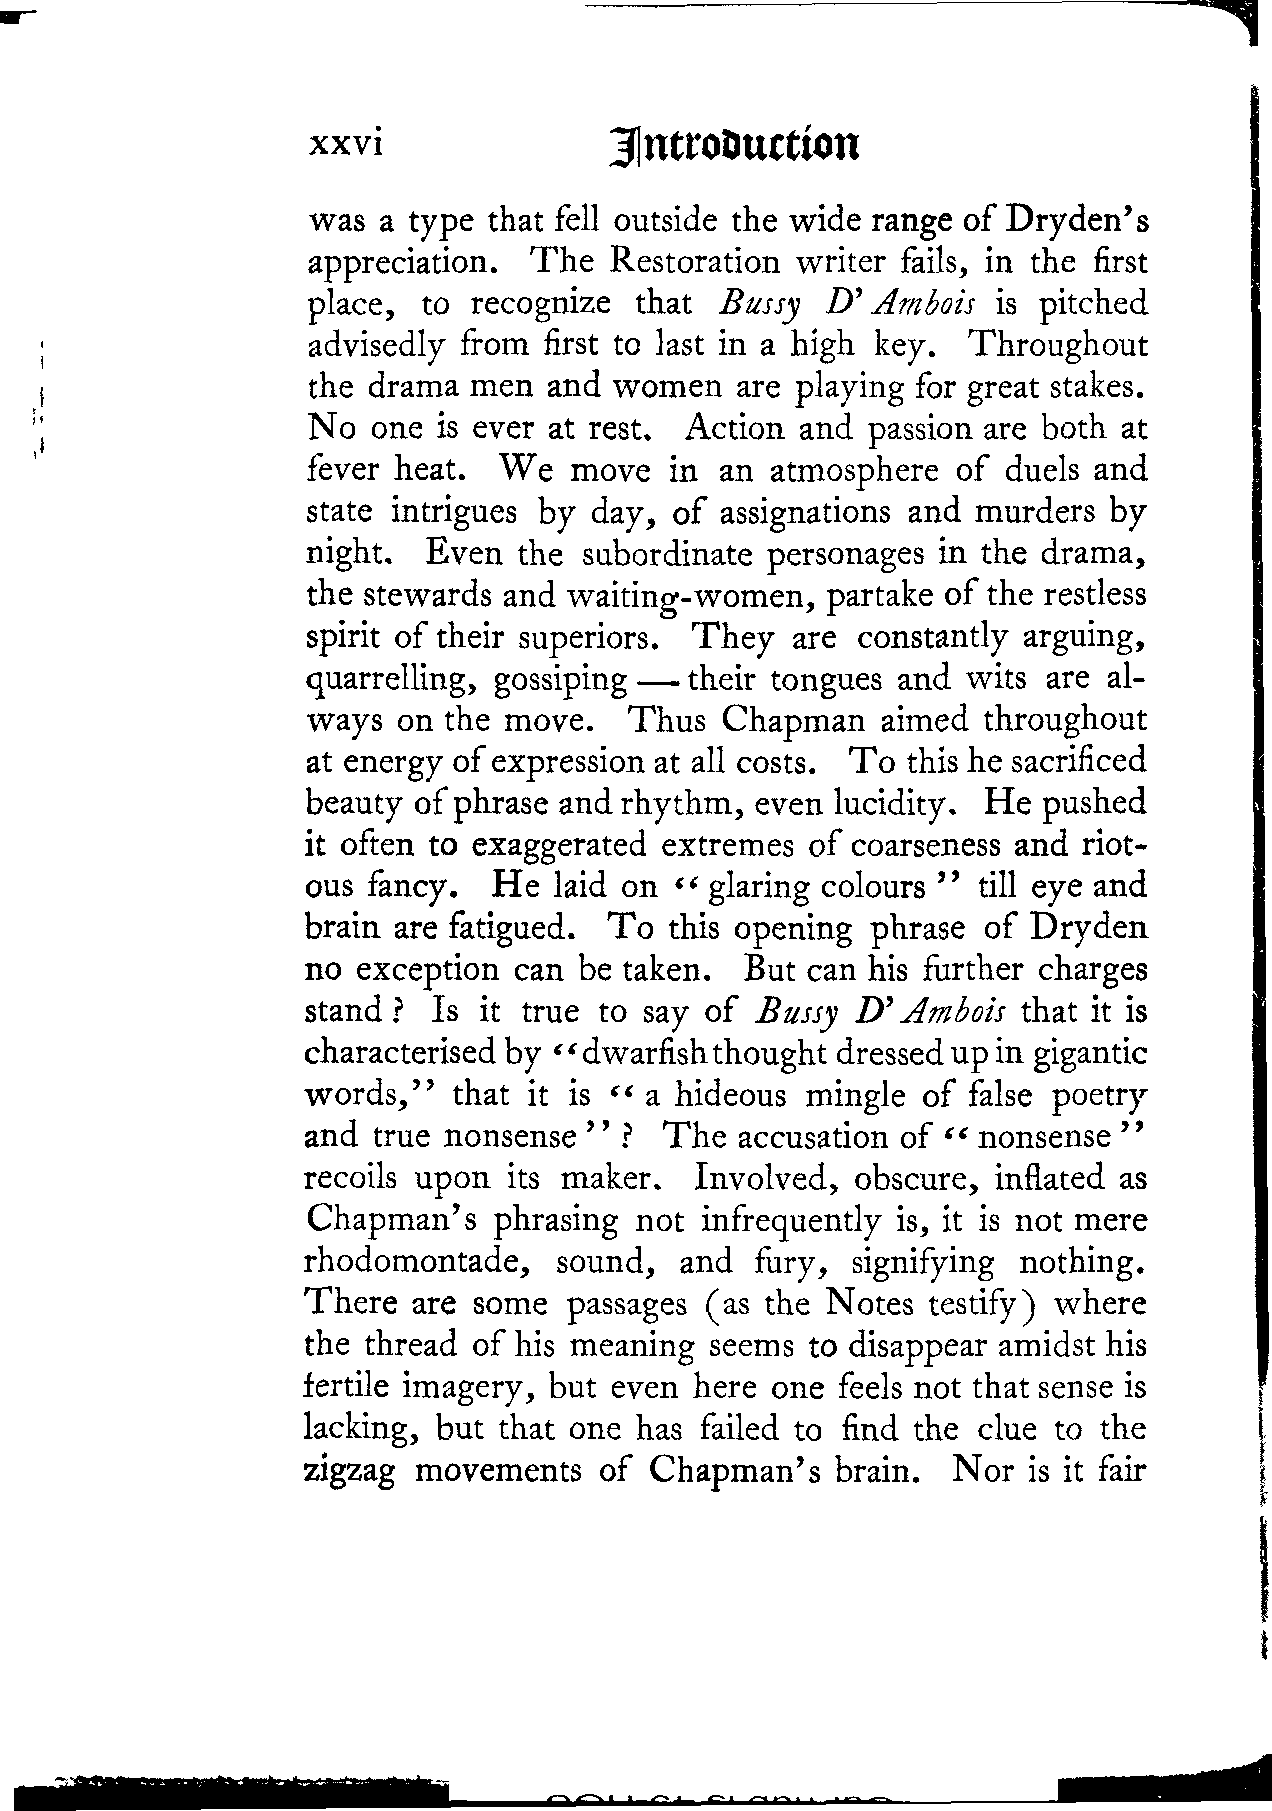 xxvi Introduction
was a type that fell outside the wide range of Dryden's
appreciation. The Restoration writer fails, in the first
place, to recognize that Bussy D'Ambois is pitched
advisedly from first to last in a high key. Throughout
the drama men and women are playing for great stakes.
No one is ever at rest. Action and passion are both at
fever heat. We move in an atmosphere of duels and
state intrigues by day, of assignations and murders by
night. Even the subordinate personages in the drama,
the stewards and waiting-women, partake of the restless
spirit of their superiors. They are constantly arguing,
quarrelling, gossiping — their tongues and wits are al-
ways on the move. Thus Chapman aimed throughout
at energy of expression at all costs. To this he sacrificed
beauty of phrase and rhythm, even lucidity. He pushed
it often to exaggerated extremes of coarseness and riot-
ous fancy. He laid on “ glaring colours ” till eye and
brain are fatigued. To this opening phrase of Dryden
no exception can be taken. But can his further charges
stand ? Is it true to say of Bussy D'Ambois that it is
characterised by “dwarfish thought dressed up in gigantic
words,” that it is “ a hideous mingle of false poetry
and true nonsense ” ? The accusation of “ nonsense ”
recoils upon its maker. Involved, obscure, inflated as
Chapman's phrasing not infrequently is, it is not mere
rhodomontade, sound, and fury, signifying nothing.
There are some passages (as the Notes testify) where
the thread of his meaning seems to disappear amidst his
fertile imagery, but even here one feels not that sense is
lacking, but that one has failed to find the clue to the
zigzag movements of Chapman's brain. Nor is it fair